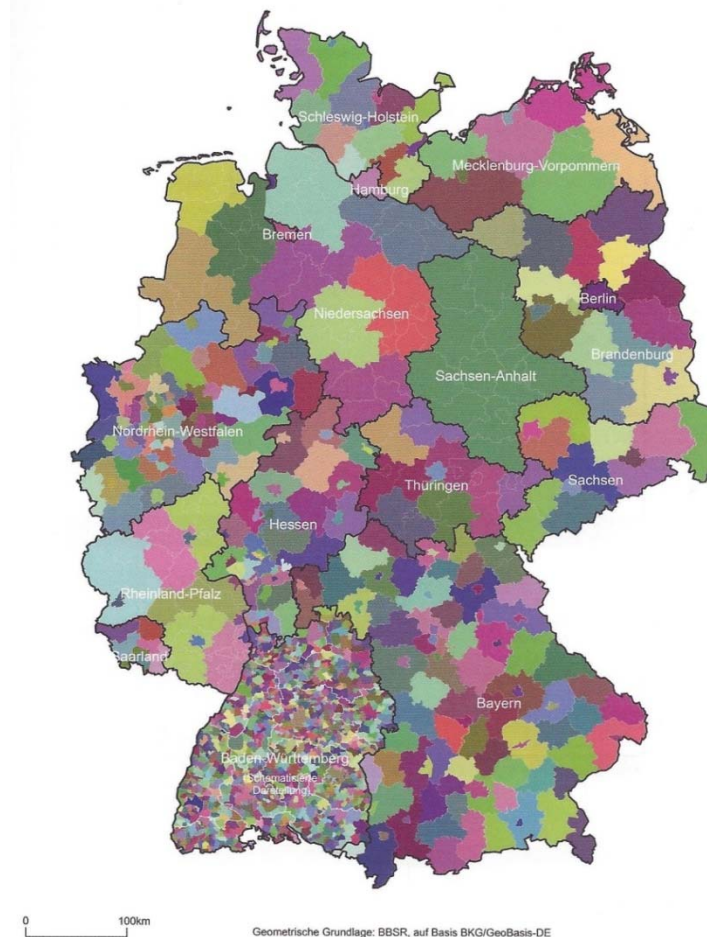 Schleswig-Holstein
Mecklenburg-Vorpommern
Hamburg
Bremen
Berlin
Niedersachsen
Brandenburg
Sachsen-Anhalt
Nordrhein-Westfalen
Sachsen
Thüringen
Hessen
Rheinland-Pfalz
Saarland
Bayern
Baden-Württemberg
(Schematisierte
Darstellung)
0 100km
Geometrische Grundlage: BBSR, auf Basis BKG/GeoBasis-DE